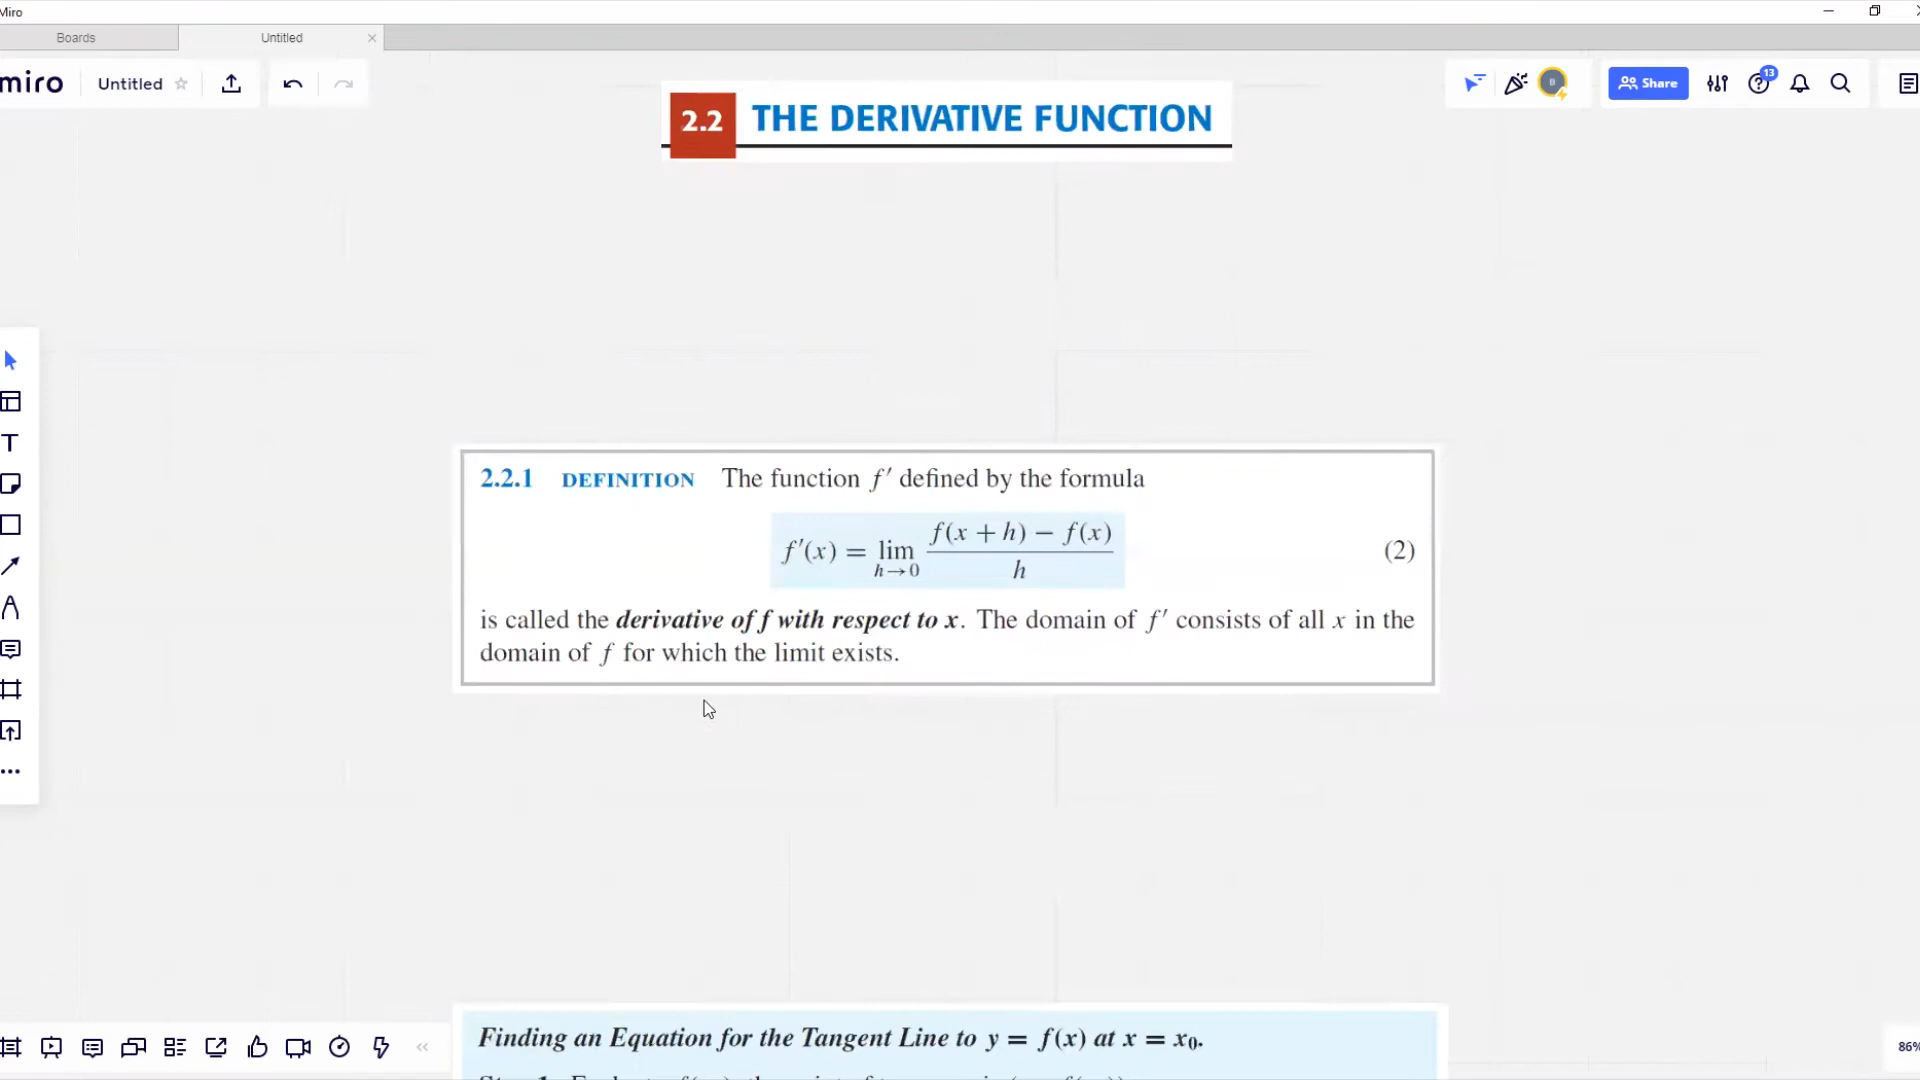 Miro
Boards
Untitled
miro
Untitled
Share
13
2.2 THE DERIVATIVE FUNCTION
T
2.2.1 DEFINITION The function f′ defined by the formula
f′(x) = lim h→0 f(x + h) − f(x) / h (2)
is called the derivative of f with respect to x. The domain of f′ consists of all x in the
domain of f for which the limit exists.
Finding an Equation for the Tangent Line to y = f(x) at x = x₀.
86%